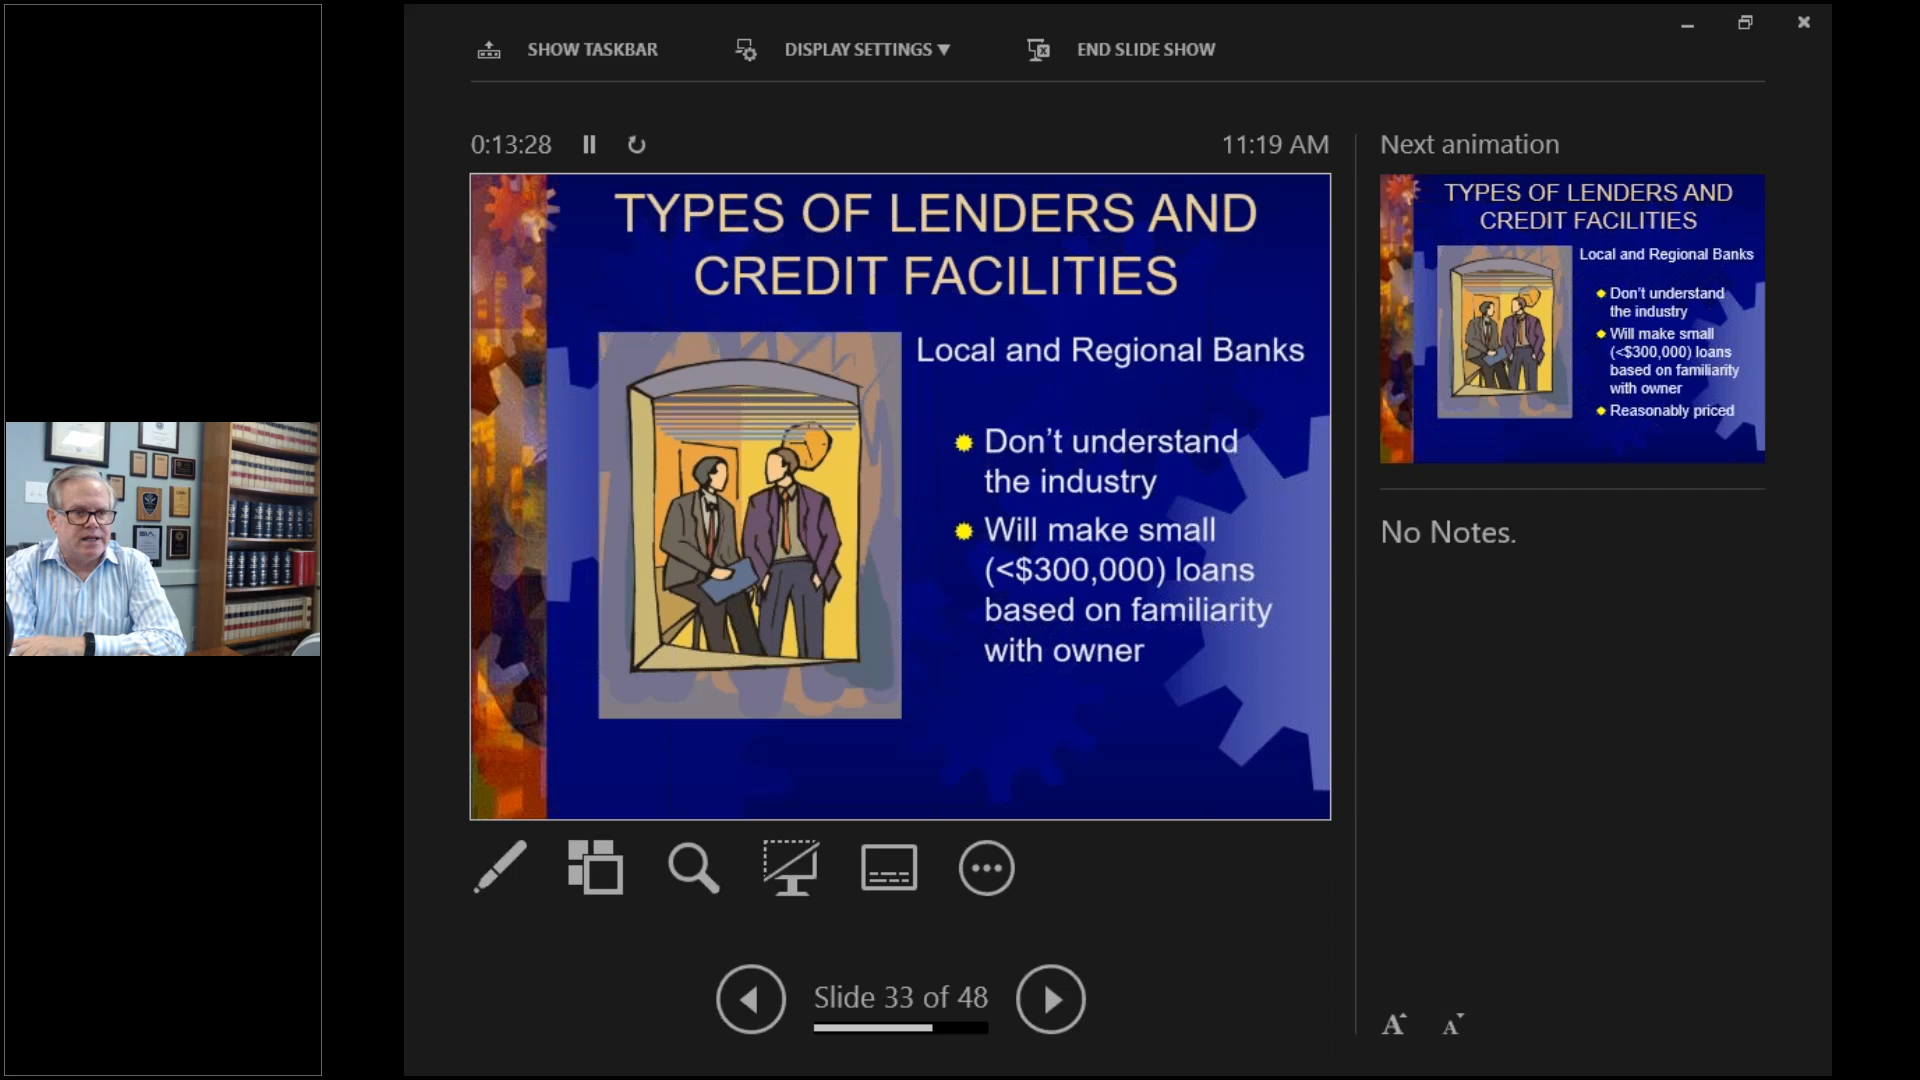 SHOW TASKBAR
DISPLAY SETTINGS ▼
END SLIDE SHOW
0:13:28
11:19 AM
TYPES OF LENDERS AND
CREDIT FACILITIES
Local and Regional Banks
Don’t understand
the industry
Will make small
(<$300,000) loans
based on familiarity
with owner
Slide 33 of 48
Next animation
TYPES OF LENDERS AND
CREDIT FACILITIES
Local and Regional Banks
Don’t understand
the industry
Will make small
(<$300,000) loans
based on familiarity
with owner
Reasonably priced
No Notes.
A
A